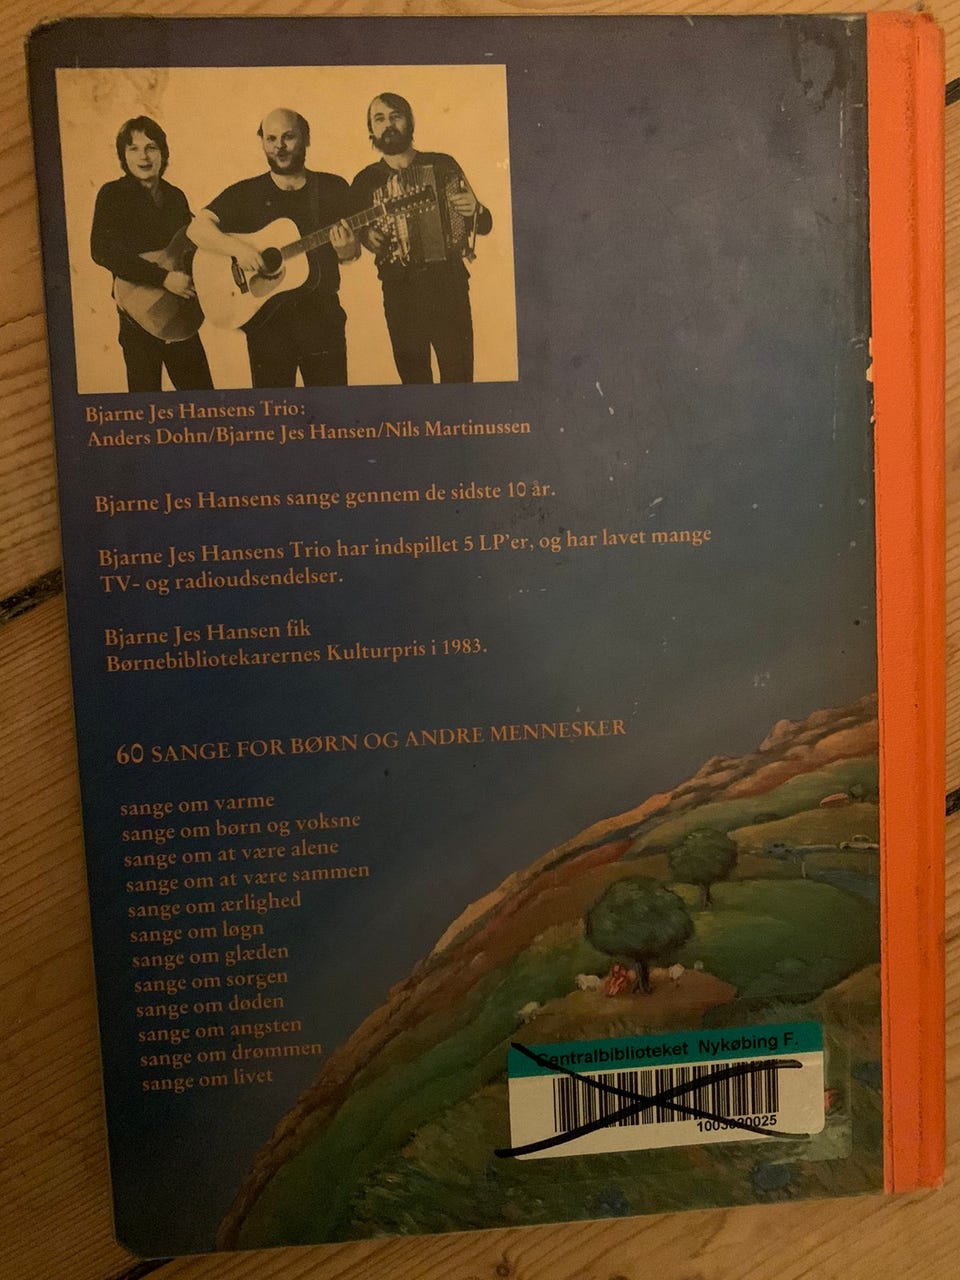 Bjarne Jes Hansens Trio:
Anders Dohn/Bjarne Jes Hansen/Nils Martinussen
Bjarne Jes Hansens sange gennem de sidste 10 år.
Bjarne Jes Hansens Trio har indspillet 5 LP'er, og har lavet mange
TV- og radioudsendelser.
Bjarne Jes Hansen fik
Børnebibliotekarernes Kulturpris i 1983.
60 SANGE FOR BØRN OG ANDRE MENNESKER
sange om varme
sange om børn og voksne
sange om at være alene
sange om at være sammen
sange om ærlighed
sange om løgn
sange om glæden
sange om sorgen
sange om døden
sange om angsten
sange om drømmen
sange om livet
Centralbiblioteket Nykøbing F.